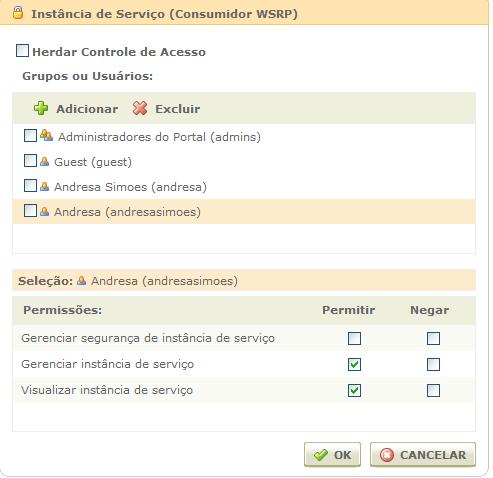 Instância de Serviço (Consumidor WSRP)
Herdar Controle de Acesso
Grupos ou Usuários:
Adicionar Excluir
Administradores do Portal (admins)
Guest (guest)
Andresa Simoes (andresa)
Andresa (andresasimoes)
Seleção: Andresa (andresasimoes)
Permissões: Permitir Negar
Gerenciar segurança de instância de serviço
Gerenciar instância de serviço
Visualizar instância de serviço
OK CANCELAR